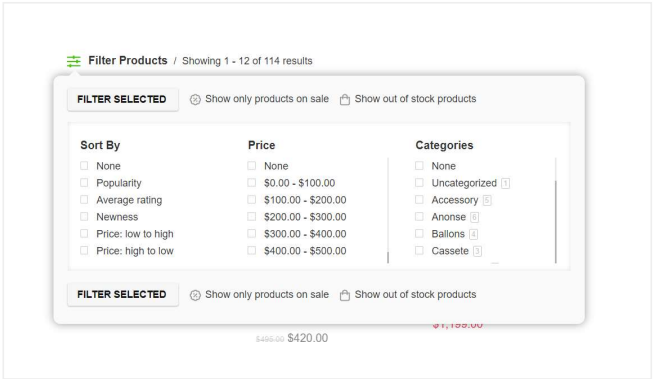 Filter Products / Showing 1 - 12 of 114 results
FILTER SELECTED Show only products on sale Show out of stock products
Sort By
None
Popularity
Average rating
Newness
Price: low to high
Price: high to low
Price
None
$0.00 - $100.00
$100.00 - $200.00
$200.00 - $300.00
$300.00 - $400.00
$400.00 - $500.00
Categories
None
Uncategorized 1
Accessory 5
Anonse 6
Ballons 4
Cassete 3
FILTER SELECTED Show only products on sale Show out of stock products
$1,199.00
$420.00